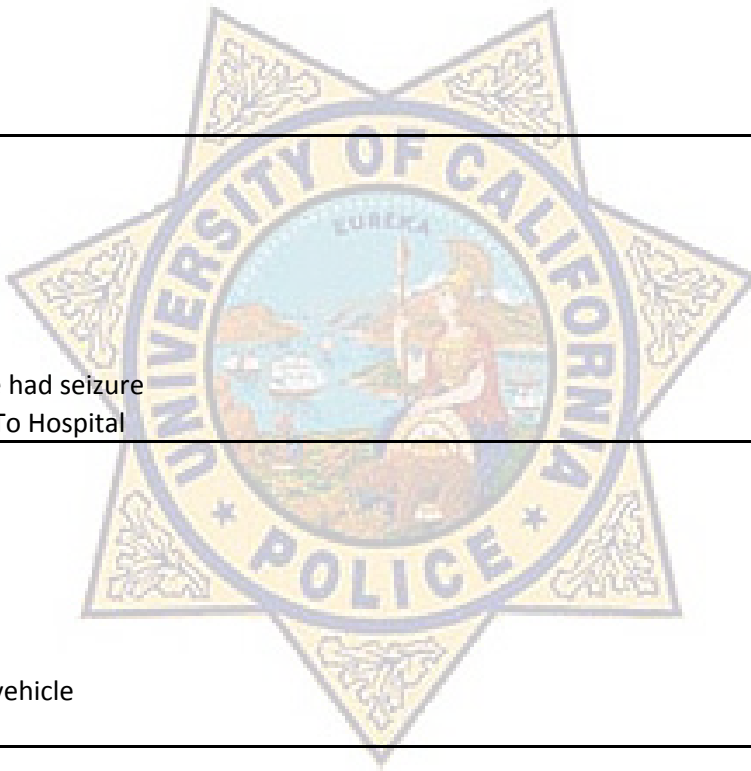 UNIVERSITY OF CALIFORNIA
EUREKA
had seizure
To Hospital
POLICE
vehicle